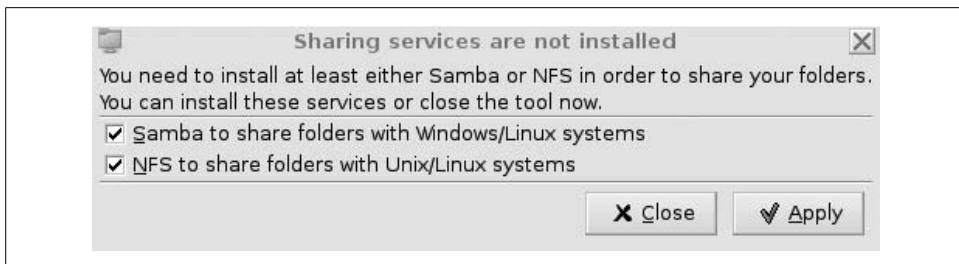 Sharing services are not installed
You need to install at least either Samba or NFS in order to share your folders.
You can install these services or close the tool now.
Samba to share folders with Windows/Linux systems
NFS to share folders with Unix/Linux systems
Close Apply